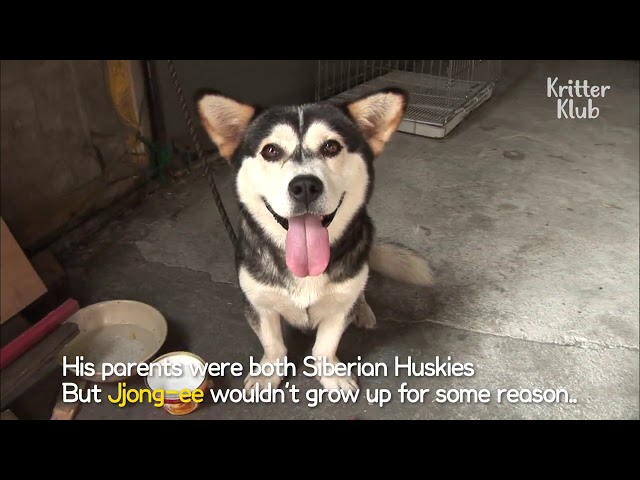 Kritter
Klub
His parents were both Siberian Huskies
But Jjong-ee wouldn't grow up for some reason..